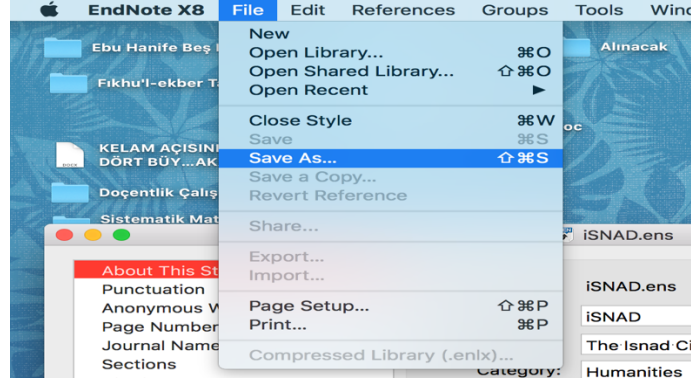 EndNote X8 File Edit References Groups Tools
New
Open Library... ⌘O
Open Shared Library... ⇧⌘O
Open Recent ▶
Close Style ⌘W
Save ⌘S
Save As... ⇧⌘S
Save a Copy...
Revert Reference
Share...
Export...
Import...
Page Setup... ⇧⌘P
Print... ⌘P
Compressed Library (.enlx)...
Ebu Hanife Beş
Fıkhu'l-ekber
KELAM AÇISINI
DÖRT BÜY...AK
DOCX
Doçentlik Çalış
Sistematik Mat
Alınacak
oc
iSNAD.ens
About This St
Punctuation
Anonymous W
Page Number
Journal Name
Sections
iSNAD.ens
iSNAD
The Isnad Ci
Category: Humanities